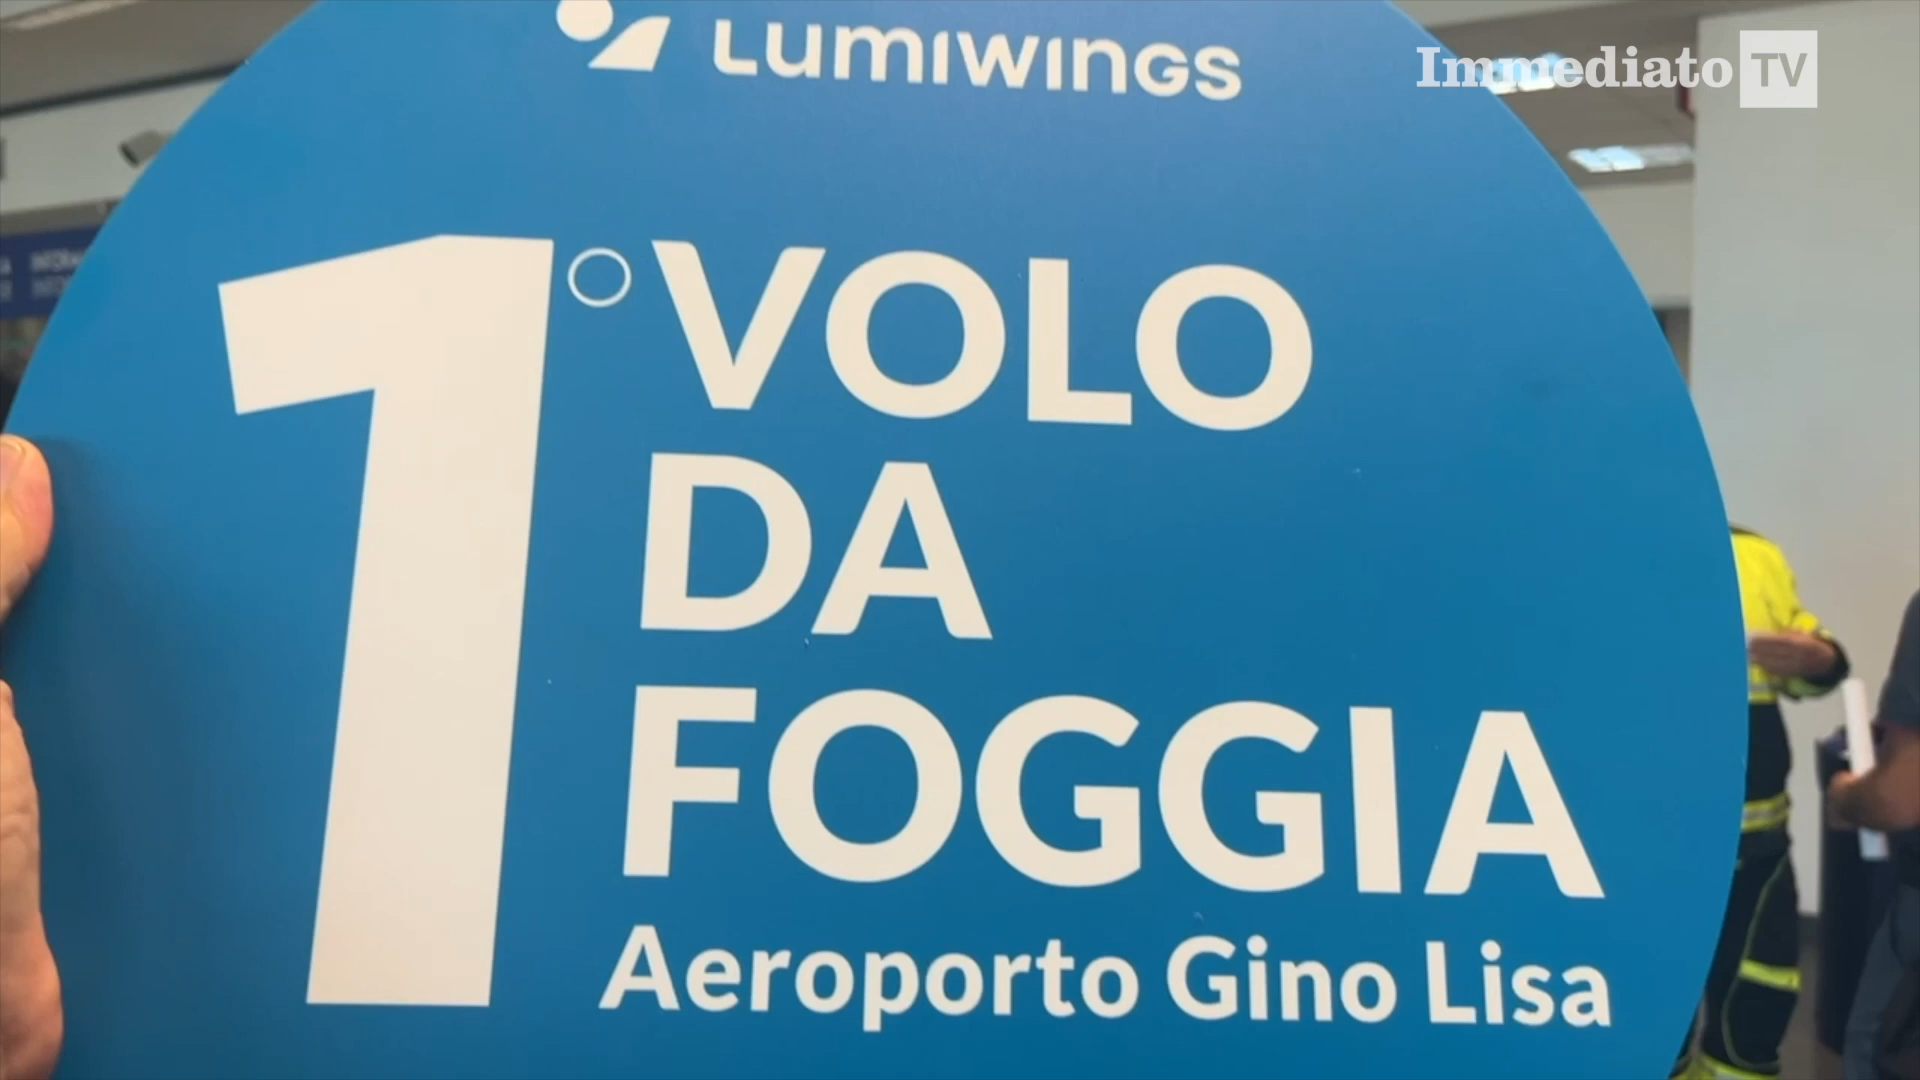 LUMIWINGS
Immediato TV
1° VOLO
DA
FOGGIA
Aeroporto Gino Lisa